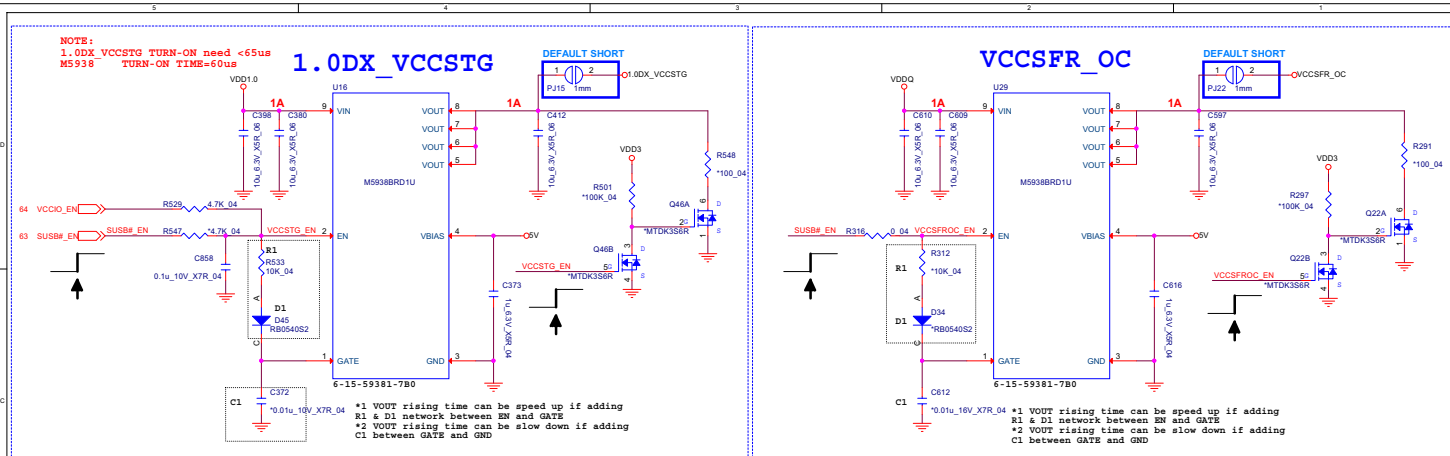 5
4
3
2
1
NOTE:
1.0DX_VCCSTG TURN-ON need <65us
M5938 TURN-ON TIME=60us
1.0DX_VCCSTG
DEFAULT SHORT
1 2
PJ15 1mm
1.0DX_VCCSTG
VDD1.0
1A
C398
10u_6.3V_X5R_06
C380
10u_6.3V_X5R_06
U16
9 VIN
VOUT 8
VOUT 7
VOUT 6
VOUT 5
M5938BRD1U
1A
C412
10u_6.3V_X5R_06
R548
*100_04
VDD3
R501
*100K_04
Q46A
2 G
6 D
1 S
*MTDK3S6R
Q46B
5 G
3
D
4
S
*MTDK3S6R
VCCSTG_EN
64 VCCIO_EN
R529 4.7K_04
63 SUSB#_EN
R547 *4.7K_04
VCCSTG_EN
2 EN
VBIAS 4
5V
C858
0.1u_10V_X7R_04
R1
R533
10K_04
A
D1
D45
RB0540S2
C
C373
1u_6.3V_X5R_04
1 GATE
GND 3
6-15-59381-7B0
C1
C372
*0.01u_10V_X7R_04
*1 VOUT rising time can be speed up if adding
R1 & D1 network between EN and GATE
*2 VOUT rising time can be slow down if adding
C1 between GATE and GND
VCCSFR_OC
DEFAULT SHORT
1 2
PJ22 1mm
VCCSFR_OC
VDDQ
1A
C610
10u_6.3V_X5R_06
C609
10u_6.3V_X5R_06
U29
9 VIN
VOUT 8
VOUT 7
VOUT 6
VOUT 5
M5938BRD1U
1A
C597
10u_6.3V_X5R_06
R291
*100_04
VDD3
R297
*100K_04
Q22A
2 G
6 D
1 S
*MTDK3S6R
Q22B
5 G
3
D
4
S
*MTDK3S6R
VCCSFROC_EN
SUSB#_EN
R316 0_04
VCCSFROC_EN
2 EN
VBIAS 4
5V
R1
R312
*10K_04
A
D1
D34
*RB0540S2
C
C616
1u_6.3V_X5R_04
1 GATE
GND 3
6-15-59381-7B0
C1
C612
*0.01u_16V_X7R_04
*1 VOUT rising time can be speed up if adding
R1 & D1 network between EN and GATE
*2 VOUT rising time can be slow down if adding
C1 between GATE and GND
D
C